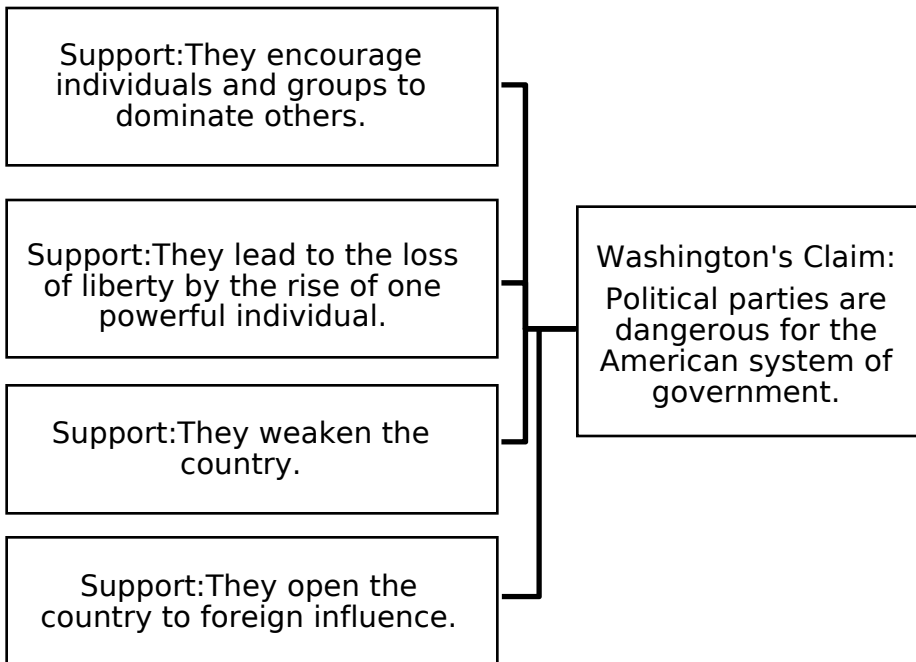 Support:They encourage
individuals and groups to
dominate others.
Support:They lead to the loss
of liberty by the rise of one
powerful individual.
Support:They weaken the
country.
Support:They open the
country to foreign influence.
Washington's Claim:
Political parties are
dangerous for the
American system of
government.